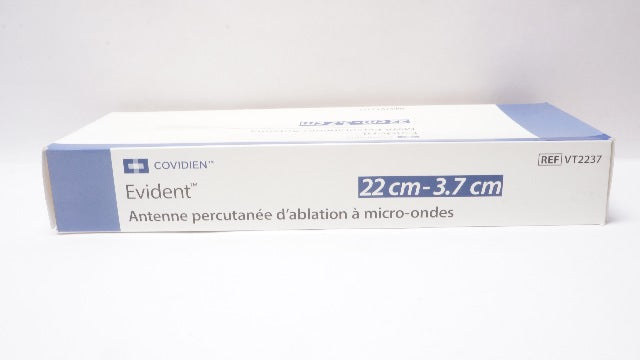 COVIDIEN™
REF VT2237
Evident™
22 cm - 3.7 cm
Antenne percutanée d'ablation à micro-ondes